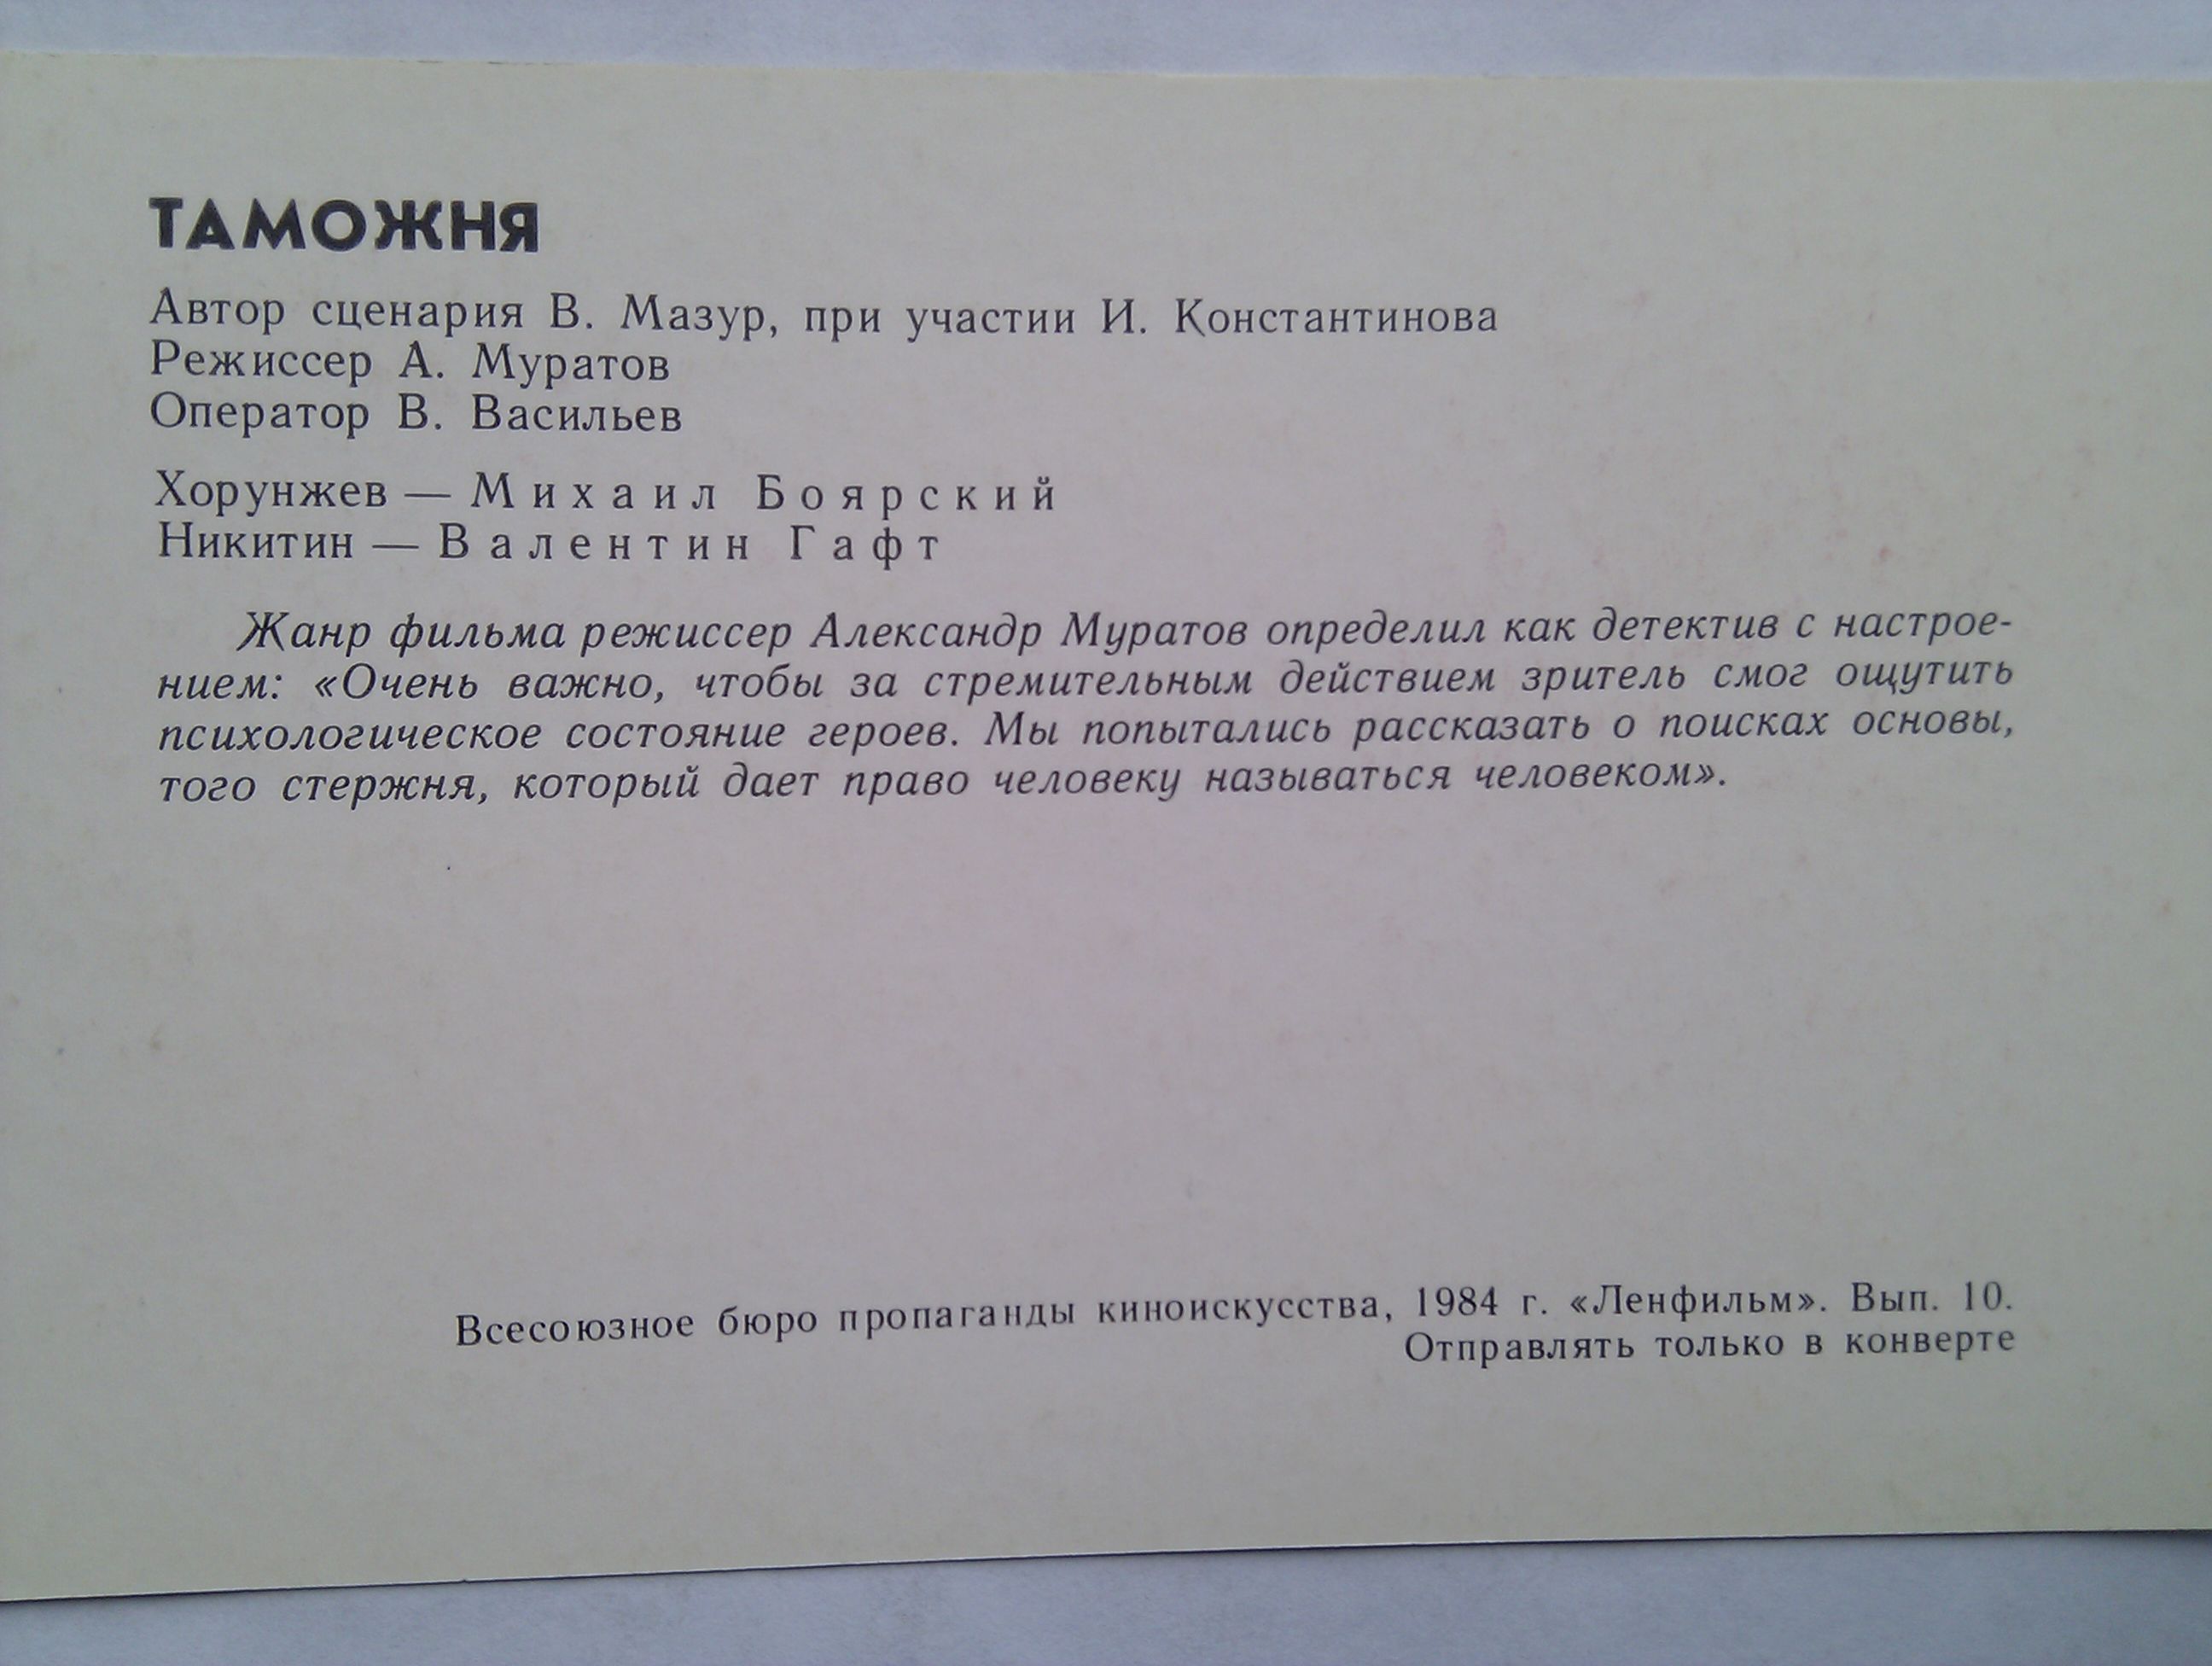 ТАМОЖНЯ
Автор сценария В. Мазур, при участии И. Константинова
Режиссер А. Муратов
Оператор В. Васильев
Хорунжев — Михаил Боярский
Никитин — Валентин Гафт
Жанр фильма режиссер Александр Муратов определил как детектив с настрое-
нием: «Очень важно, чтобы за стремительным действием зритель смог ощутить
психологическое состояние героев. Мы попытались рассказать о поисках основы,
того стержня, который дает право человеку называться человеком».
Всесоюзное бюро пропаганды киноискусства, 1984 г. «Ленфильм». Вып. 10.
Отправлять только в конверте